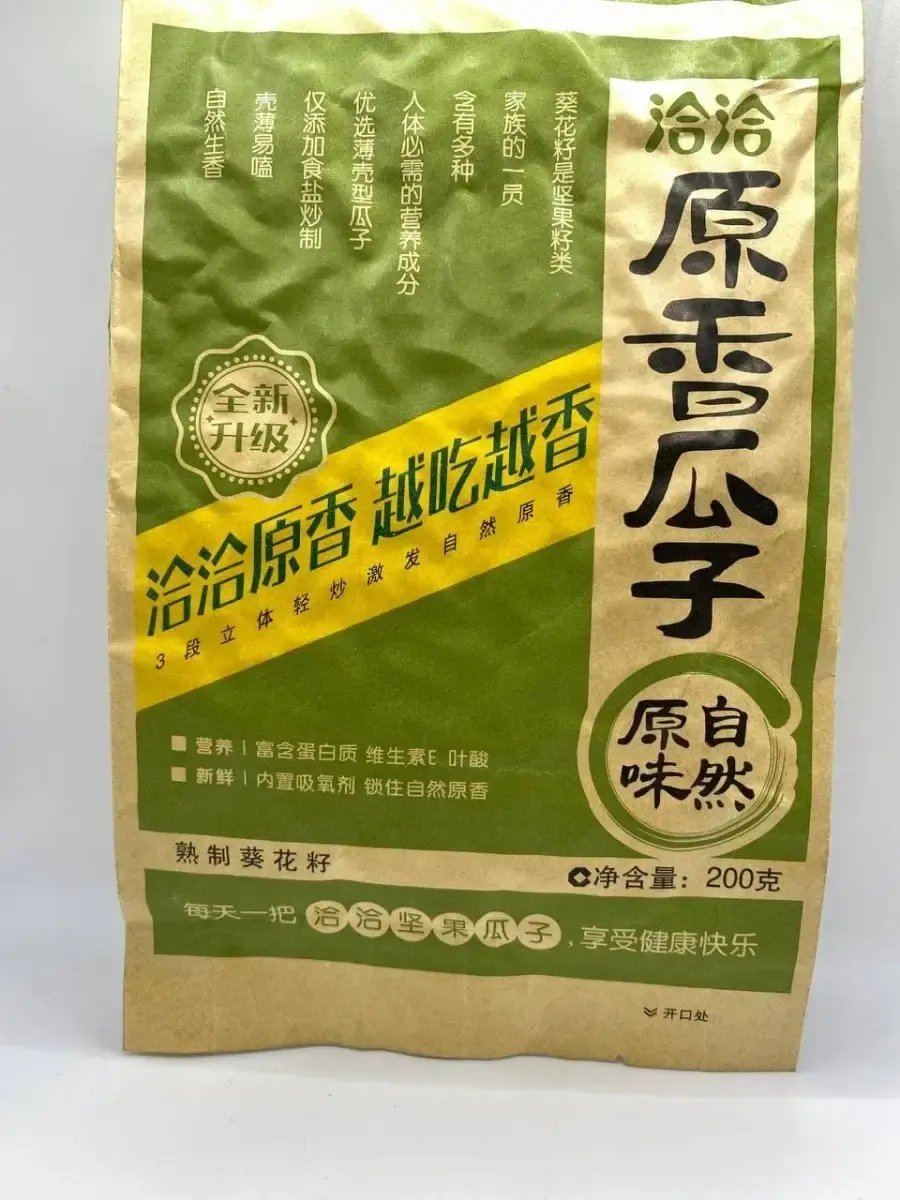 洽洽
原香瓜子
自然
原味
葵花籽是坚果籽类
家族的一员
含有多种
人体必需的营养成分
优选薄壳型瓜子
仅添加食盐炒制
壳薄易嗑
自然生香
全新
升级
洽洽原香 越吃越香
3段立体轻炒激发自然原香
营养 | 富含蛋白质 维生素E 叶酸
新鲜 | 内置吸氧剂 锁住自然原香
熟制葵花籽
净含量：200克
每天一把 洽洽坚果瓜子，享受健康快乐
开口处